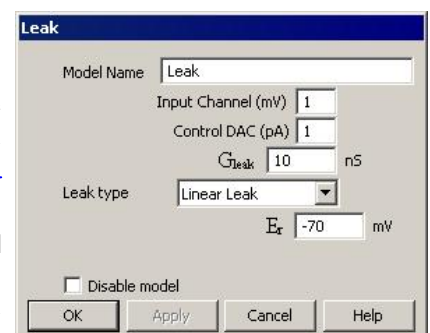 Leak
Model Name Leak
Input Channel (mV) 1
Control DAC (pA) 1
Gleak 10 nS
Leak type Linear Leak
Er -70 mV
Disable model
OK Apply Cancel Help